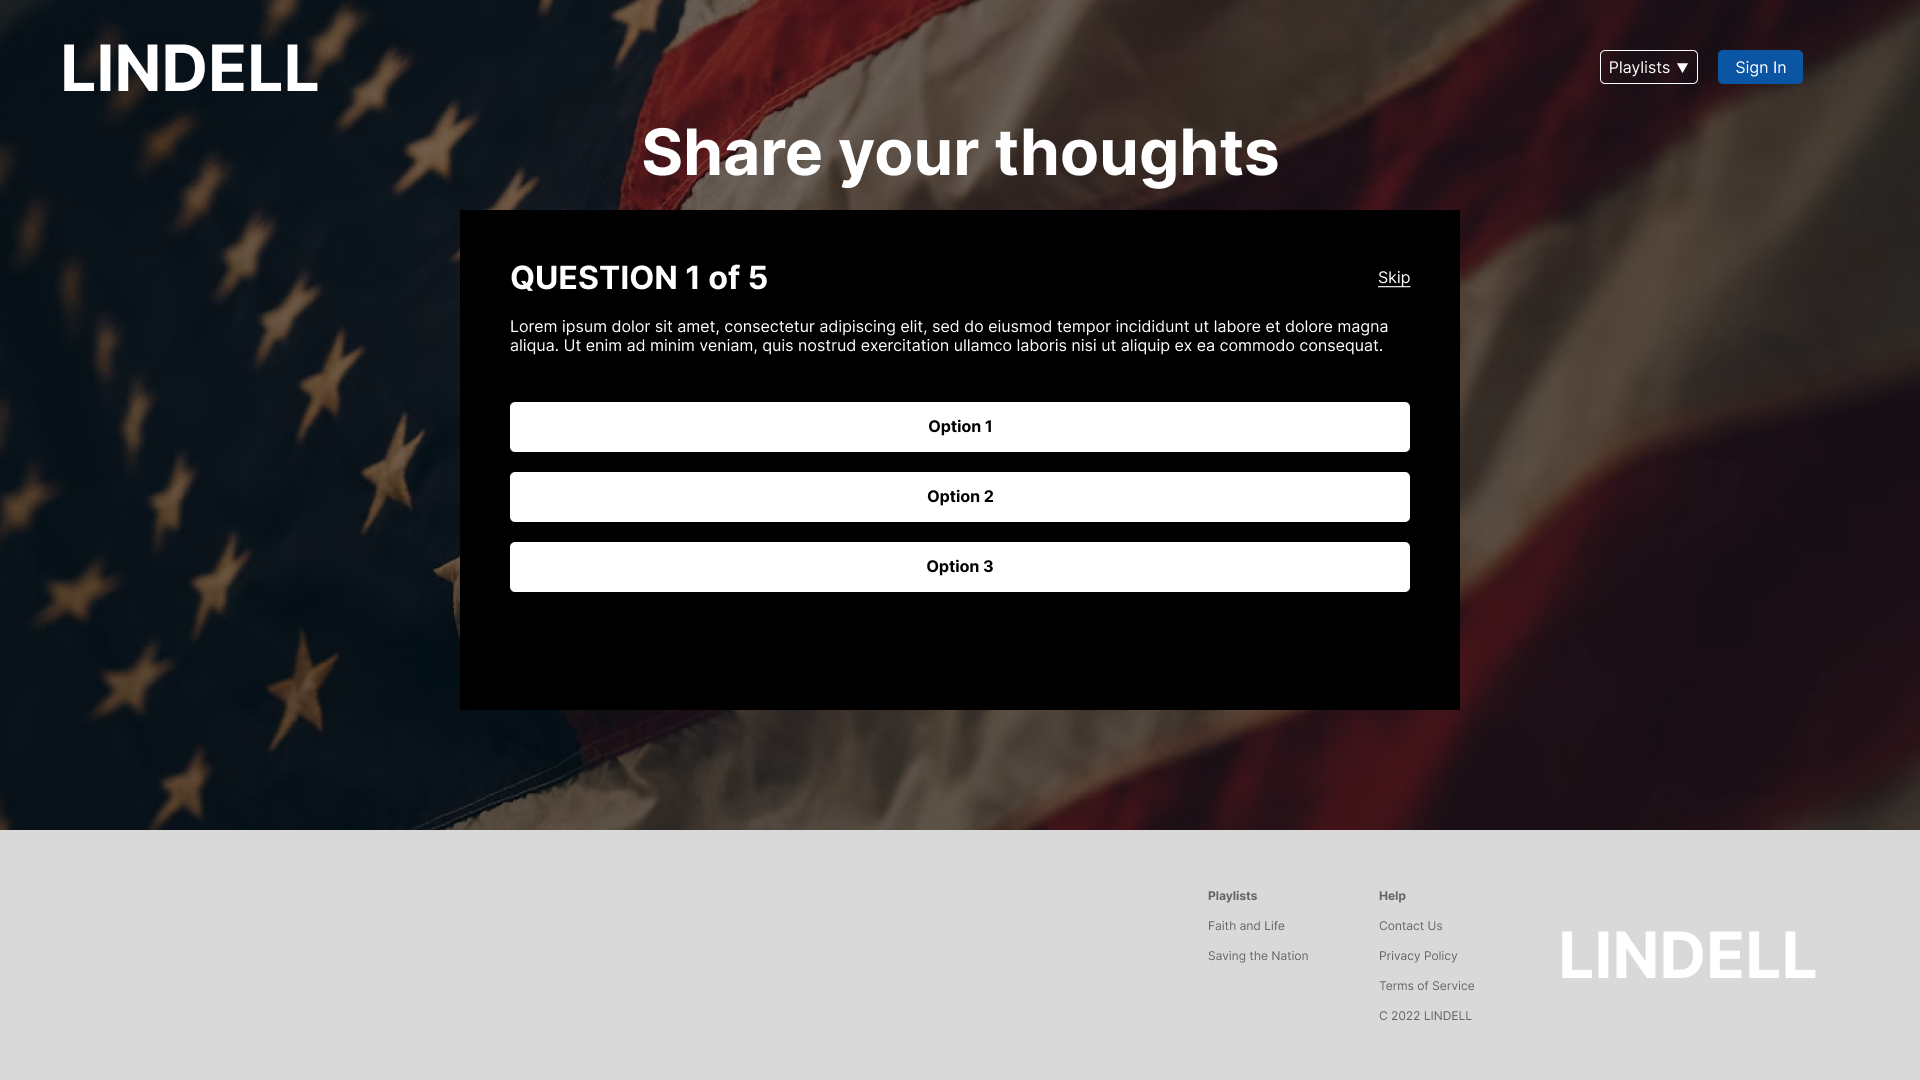 LINDELL
Playlists ▼
Sign In
Share your thoughts
QUESTION 1 of 5
Skip
Lorem ipsum dolor sit amet, consectetur adipiscing elit, sed do eiusmod tempor incididunt ut labore et dolore magna
aliqua. Ut enim ad minim veniam, quis nostrud exercitation ullamco laboris nisi ut aliquip ex ea commodo consequat.
Option 1
Option 2
Option 3
Playlists
Faith and Life
Saving the Nation
Help
Contact Us
Privacy Policy
Terms of Service
C 2022 LINDELL
LINDELL